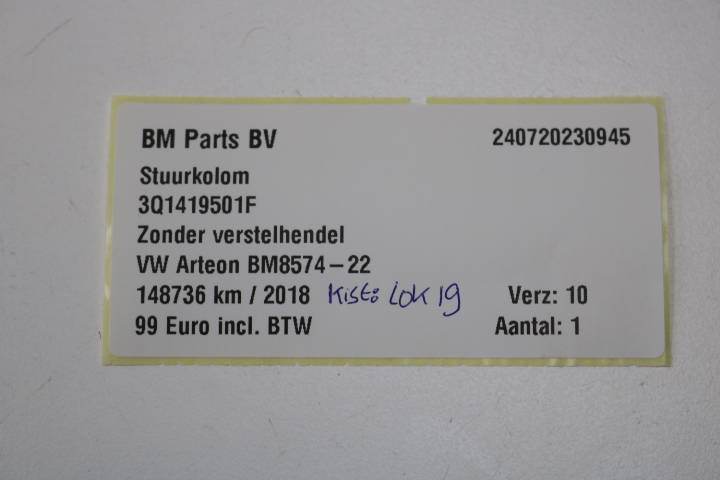 BM Parts BV 240720230945
Stuurkolom
3Q1419501F
Zonder verstelhendel
VW Arteon BM8574-22
148736 km / 2018 Kist: Lok 19 Verz: 10
99 Euro incl. BTW Aantal: 1